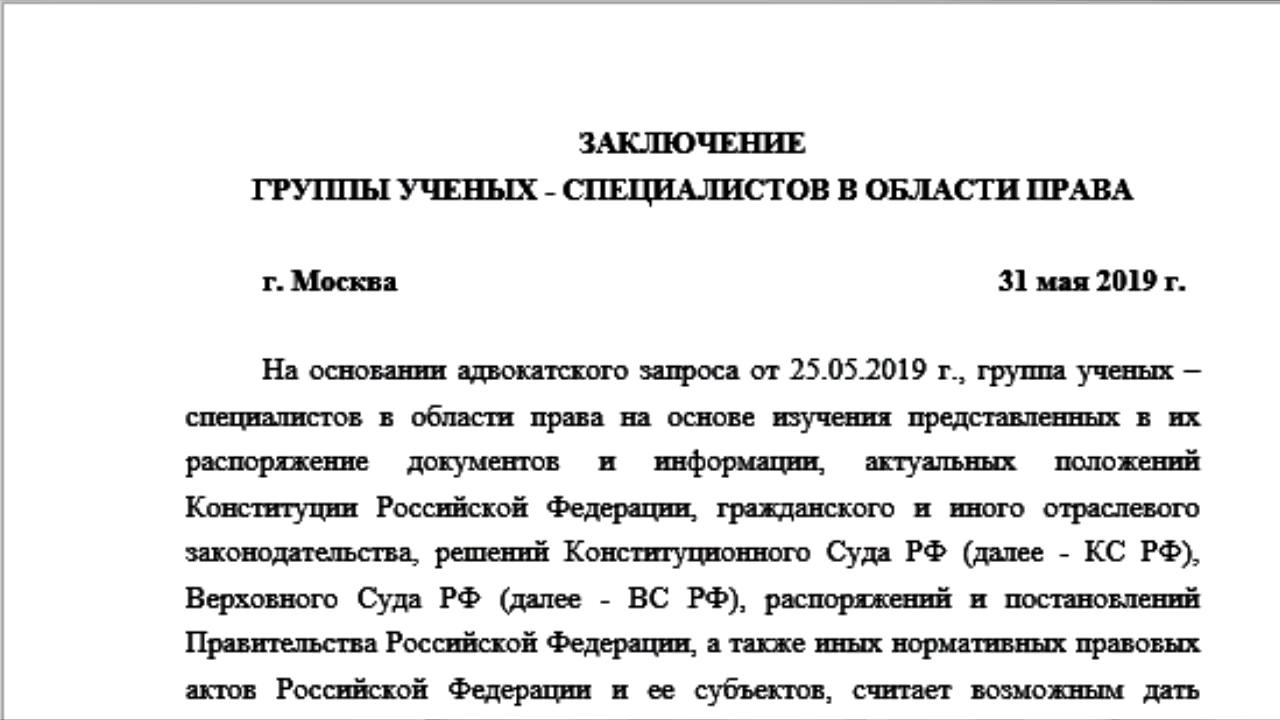 ЗАКЛЮЧЕНИЕ
ГРУППЫ УЧЕНЫХ - СПЕЦИАЛИСТОВ В ОБЛАСТИ ПРАВА
г. Москва 31 мая 2019 г.
На основании адвокатского запроса от 25.05.2019 г., группа ученых –
специалистов в области права на основе изучения представленных в их
распоряжение документов и информации, актуальных положений
Конституции Российской Федерации, гражданского и иного отраслевого
законодательства, решений Конституционного Суда РФ (далее - КС РФ),
Верховного Суда РФ (далее - ВС РФ), распоряжений и постановлений
Правительства Российской Федерации, а также иных нормативных правовых
актов Российской Федерации и ее субъектов, считает возможным дать